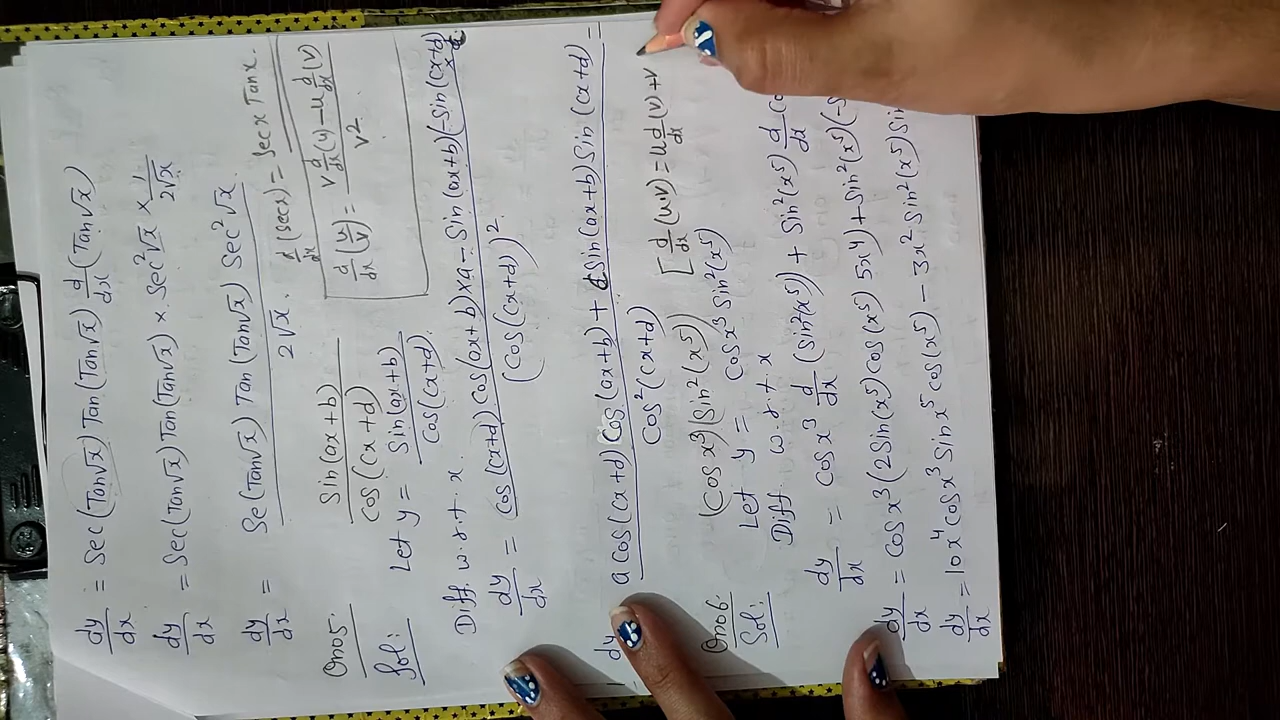 dy/dx = Sec(Tan√x) Tan(Tan√x) d/dx(Tan√x)
dy/dx = Sec(Tan√x) Tan(Tan√x) × Sec²√x × 1/2√x
dy/dx = Se(Tan√x) Tan(Tan√x) Sec²√x / 2√x.
d/dx(Secx) = Secx Tanx.
Qno5: Sin(ax+b) / Cos(cx+d)
d/dx(u/v) = v d/dx(u) - u d/dx(v) / v²
Sol: Let y = Sin(ax+b) / Cos(cx+d).
Diff. w.r.t. x.
dy/dx = Cos(cx+d) Cos(ax+b)×a - Sin(ax+b)(-Sin(cx+d) / (Cos(cx+d))².
dy a Cos(cx+d) Cos(ax+b) + c Sin(ax+b) Sin(cx+d) = / Cos²(cx+d)
Qno6: (Cos x³)(Sin²(x⁵)) [d/dx(u.v) = u d/dx(v) + v
Sol: Let y = Cosx³ Sin²(x⁵)
Diff w.r.t x
dy/dx = Cos x³ d/dx(Sin²(x⁵)) + Sin²(x⁵) d/dx(Co
dy/dx = Cos x³(2Sin(x⁵) Cos(x⁵) 5x⁴) + Sin²(x⁵)(-S
dy/dx = 10x⁴ Cosx³ Sin x⁵ Cos(x⁵) - 3x² Sin²(x⁵) Sin